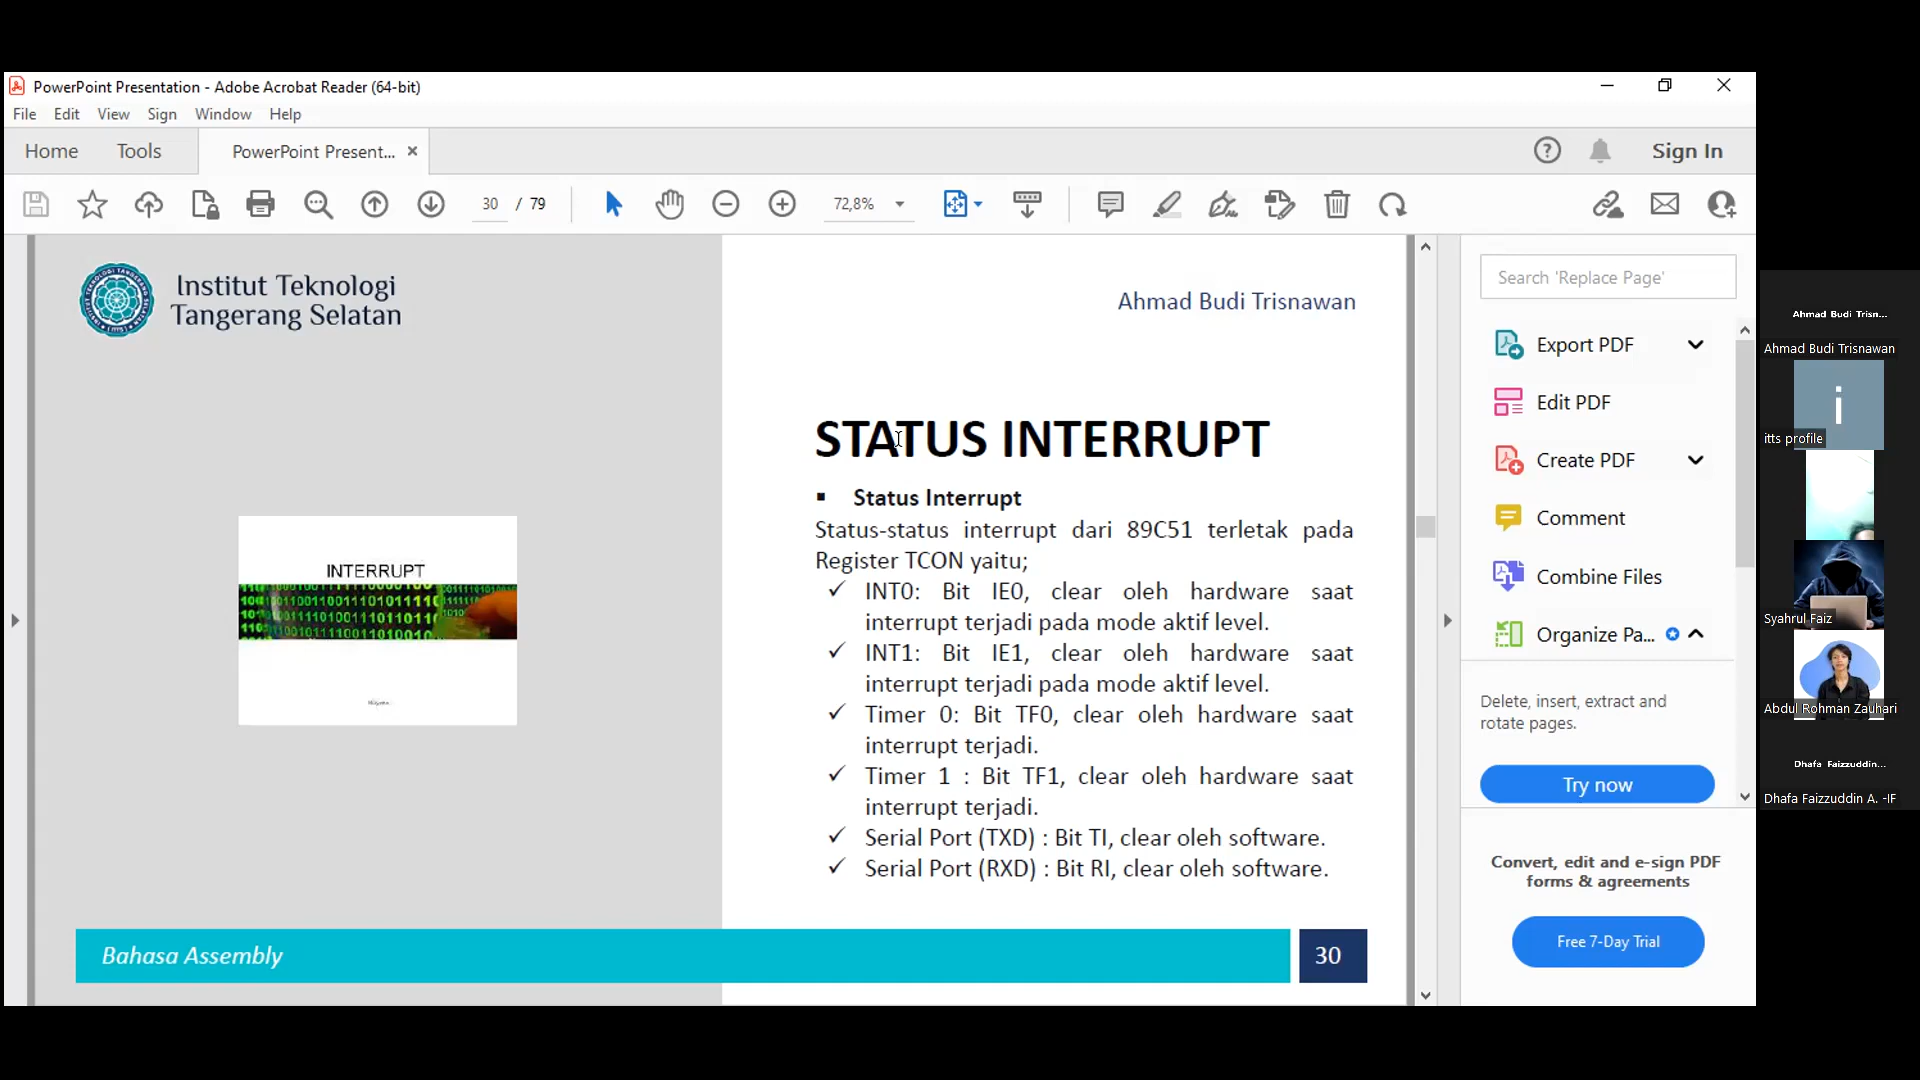 PowerPoint Presentation - Adobe Acrobat Reader (64-bit)
File Edit View Sign Window Help
Home Tools PowerPoint Present... Sign In
30 / 79 72,8%
Institut Teknologi
Tangerang Selatan
Ahmad Budi Trisnawan
INTERRUPT
STATUS INTERRUPT
▪ Status Interrupt
Status-status interrupt dari 89C51 terletak pada
Register TCON yaitu;
✓ INT0: Bit IE0, clear oleh hardware saat
interrupt terjadi pada mode aktif level.
✓ INT1: Bit IE1, clear oleh hardware saat
interrupt terjadi pada mode aktif level.
✓ Timer 0: Bit TF0, clear oleh hardware saat
interrupt terjadi.
✓ Timer 1 : Bit TF1, clear oleh hardware saat
interrupt terjadi.
✓ Serial Port (TXD) : Bit TI, clear oleh software.
✓ Serial Port (RXD) : Bit RI, clear oleh software.
Bahasa Assembly
30
Search 'Replace Page'
Export PDF
Edit PDF
Create PDF
Comment
Combine Files
Organize Pa...
Delete, insert, extract and
rotate pages.
Try now
Convert, edit and e-sign PDF
forms & agreements
Free 7-Day Trial
Ahmad Budi Trisn...
Ahmad Budi Trisnawan
i
itts profile
Syahrul Faiz
Abdul Rohman Zauhari
Dhafa Faizzuddin...
Dhafa Faizzuddin A. -IF